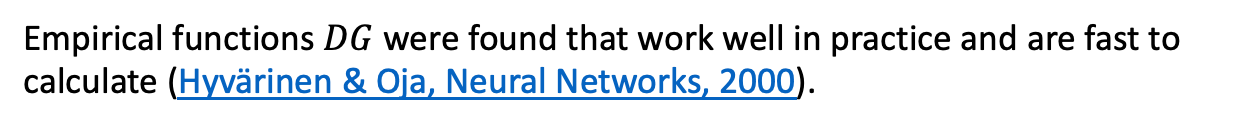 Empirical functions 𝐷𝐺 were found that work well in practice and are fast to
calculate (Hyvärinen & Oja, Neural Networks, 2000).